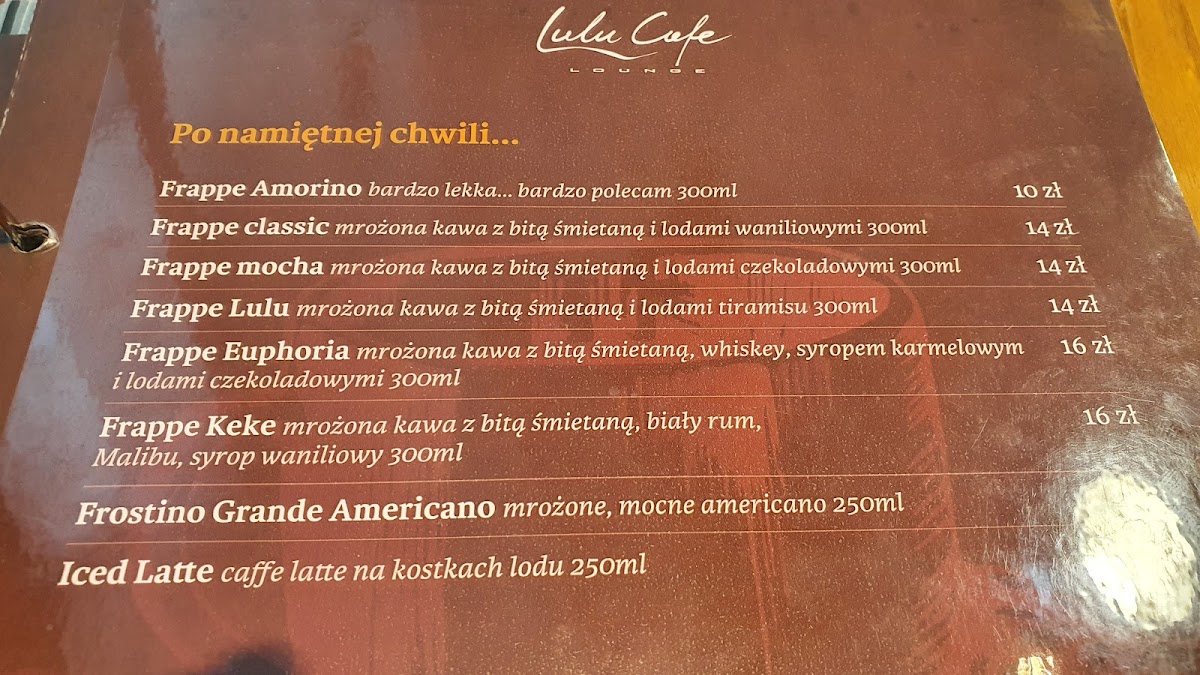 Lulu Cafe
LOUNGE
Po namiętnej chwili...
Frappe Amorino bardzo lekka... bardzo polecam 300ml 10 zł
Frappe classic mrożona kawa z bitą śmietaną i lodami waniliowymi 300ml 14 zł
Frappe mocha mrożona kawa z bitą śmietaną i lodami czekoladowymi 300ml 14 zł
Frappe Lulu mrożona kawa z bitą śmietaną i lodami tiramisu 300ml 14 zł
Frappe Euphoria mrożona kawa z bitą śmietaną, whiskey, syropem karmelowym 16 zł
i lodami czekoladowymi 300ml
Frappe Keke mrożona kawa z bitą śmietaną, biały rum, 16 zł
Malibu, syrop waniliowy 300ml
Frostino Grande Americano mrożone, mocne americano 250ml
Iced Latte caffe latte na kostkach lodu 250ml